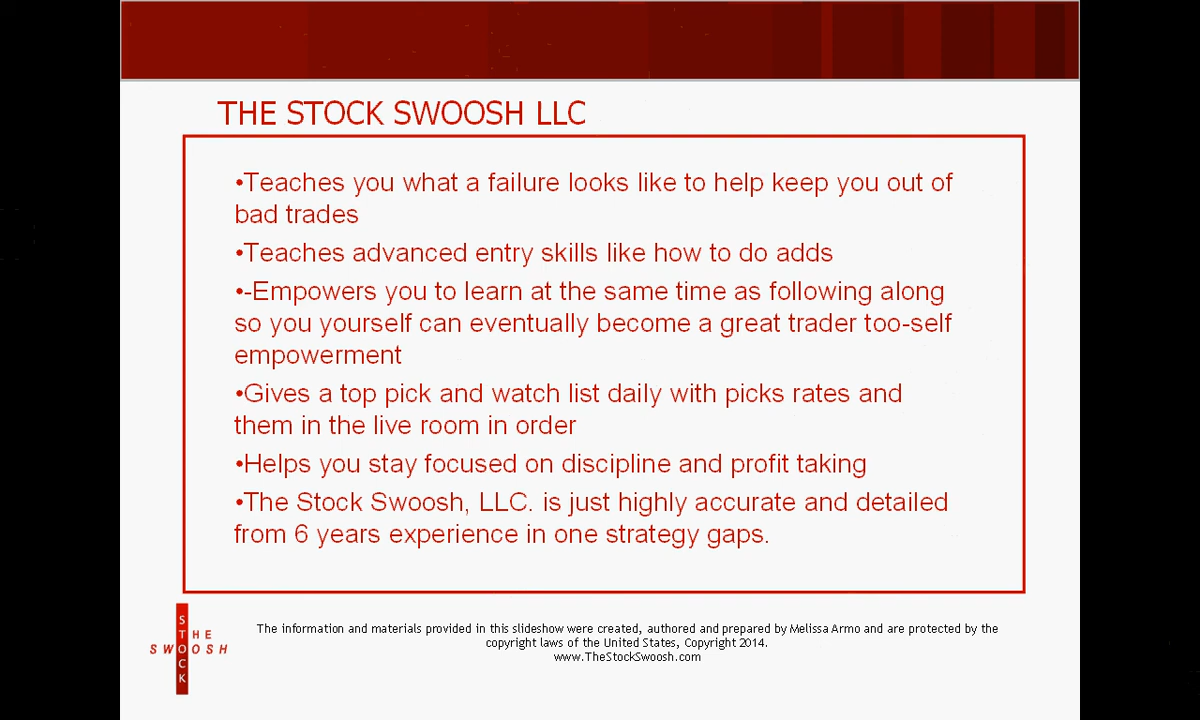 THE STOCK SWOOSH LLC
•Teaches you what a failure looks like to help keep you out of
bad trades
•Teaches advanced entry skills like how to do adds
•-Empowers you to learn at the same time as following along
so you yourself can eventually become a great trader too-self
empowerment
•Gives a top pick and watch list daily with picks rates and
them in the live room in order
•Helps you stay focused on discipline and profit taking
•The Stock Swoosh, LLC. is just highly accurate and detailed
from 6 years experience in one strategy gaps.
THE
STOCK
SWOOSH
The information and materials provided in this slideshow were created, authored and prepared by Melissa Armo and are protected by the
copyright laws of the United States, Copyright 2014.
www.TheStockSwoosh.com